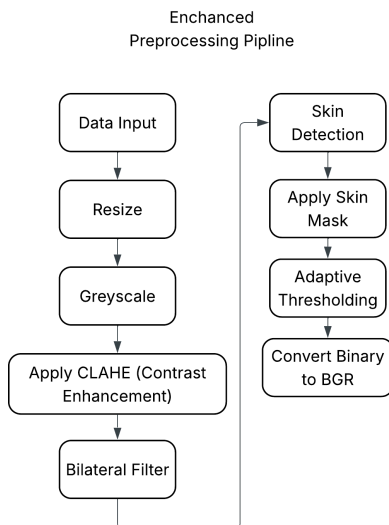 Enchanced
Preprocessing Pipline
Data Input
Resize
Greyscale
Apply CLAHE (Contrast
Enhancement)
Bilateral Filter
Skin
Detection
Apply Skin
Mask
Adaptive
Thresholding
Convert Binary
to BGR